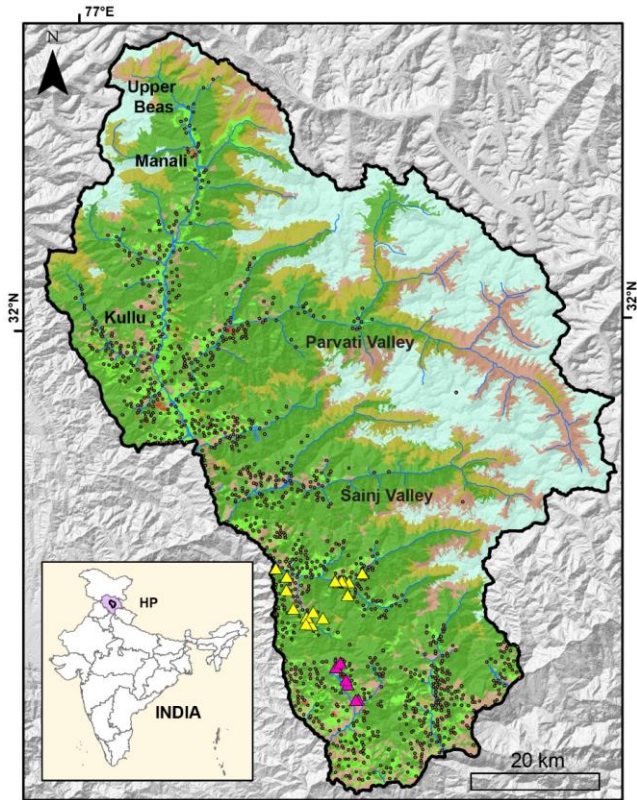 77°E
N
Upper
Beas
Manali
32°N
32°N
Kullu
Parvati Valley
Sainj Valley
HP
INDIA
20 km